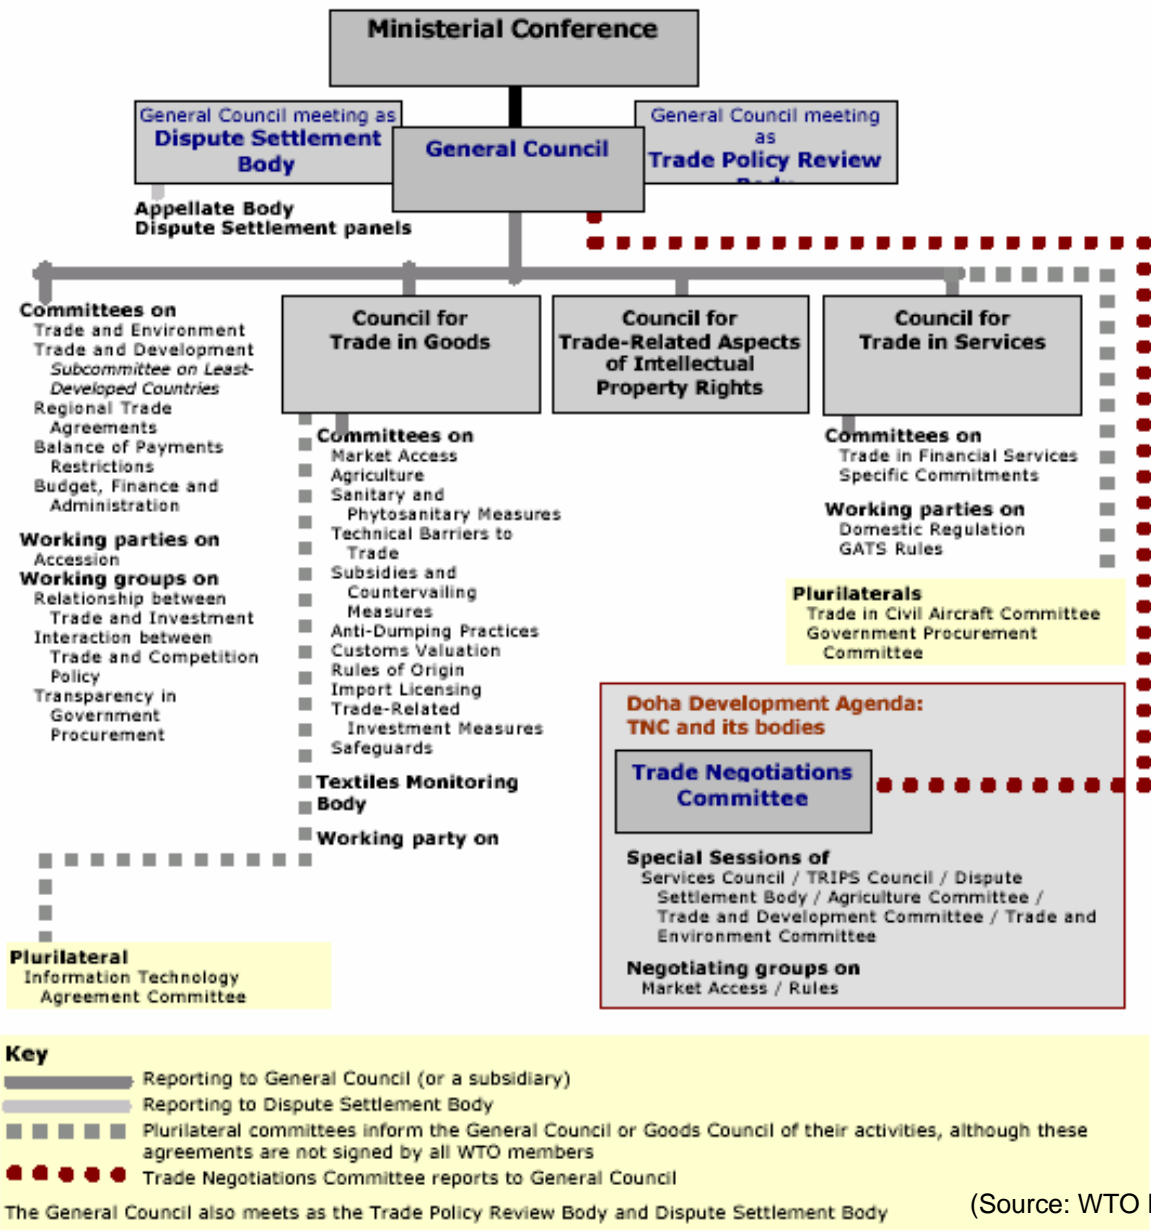 Ministerial Conference
General Council meeting as
Dispute Settlement
Body
General Council
General Council meeting
as
Trade Policy Review
Appellate Body
Dispute Settlement panels
Committees on
Trade and Environment
Trade and Development
Subcommittee on Least-
Developed Countries
Regional Trade
Agreements
Balance of Payments
Restrictions
Budget, Finance and
Administration
Working parties on
Accession
Working groups on
Relationship between
Trade and Investment
Interaction between
Trade and Competition
Policy
Transparency in
Government
Procurement
Council for
Trade in Goods
Committees on
Market Access
Agriculture
Sanitary and
Phytosanitary Measures
Technical Barriers to
Trade
Subsidies and
Countervailing
Measures
Anti-Dumping Practices
Customs Valuation
Rules of Origin
Import Licensing
Trade-Related
Investment Measures
Safeguards
Textiles Monitoring
Body
Working party on
Council for
Trade-Related Aspects
of Intellectual
Property Rights
Council for
Trade in Services
Committees on
Trade in Financial Services
Specific Commitments
Working parties on
Domestic Regulation
GATS Rules
Plurilaterals
Trade in Civil Aircraft Committee
Government Procurement
Committee
Plurilateral
Information Technology
Agreement Committee
Doha Development Agenda:
TNC and its bodies
Trade Negotiations
Committee
Special Sessions of
Services Council / TRIPS Council / Dispute
Settlement Body / Agriculture Committee /
Trade and Development Committee / Trade and
Environment Committee
Negotiating groups on
Market Access / Rules
Key
Reporting to General Council (or a subsidiary)
Reporting to Dispute Settlement Body
Plurilateral committees inform the General Council or Goods Council of their activities, although these
agreements are not signed by all WTO members
Trade Negotiations Committee reports to General Council
The General Council also meets as the Trade Policy Review Body and Dispute Settlement Body
(Source: WTO